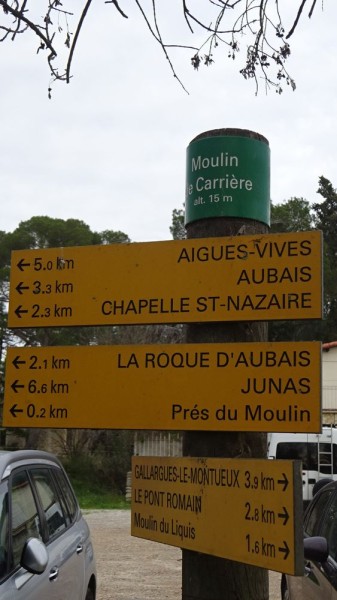 Moulin
e Carrière
alt. 15 m
← 5.0 km AIGUES-VIVES
← 3.3 km AUBAIS
← 2.3 km CHAPELLE ST-NAZAIRE
← 2.1 km LA ROQUE D'AUBAIS
← 6.6 km JUNAS
← 0.2 km Prés du Moulin
GALLARGUES-LE-MONTUEUX 3.9 km →
LE PONT ROMAIN 2.8 km →
Moulin du Liquis 1.6 km →